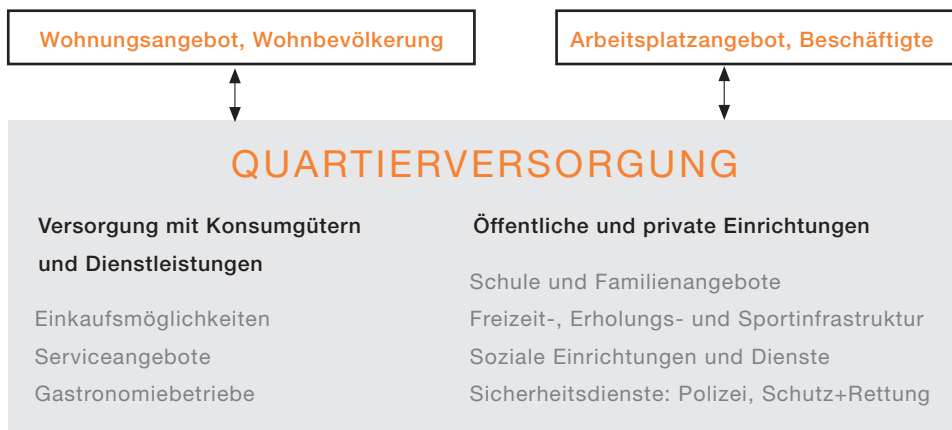 Wohnungsangebot, Wohnbevölkerung
Arbeitsplatzangebot, Beschäftigte
QUARTIERVERSORGUNG
Versorgung mit Konsumgütern
und Dienstleistungen
Einkaufsmöglichkeiten
Serviceangebote
Gastronomiebetriebe
Öffentliche und private Einrichtungen
Schule und Familienangebote
Freizeit-, Erholungs- und Sportinfrastruktur
Soziale Einrichtungen und Dienste
Sicherheitsdienste: Polizei, Schutz+Rettung